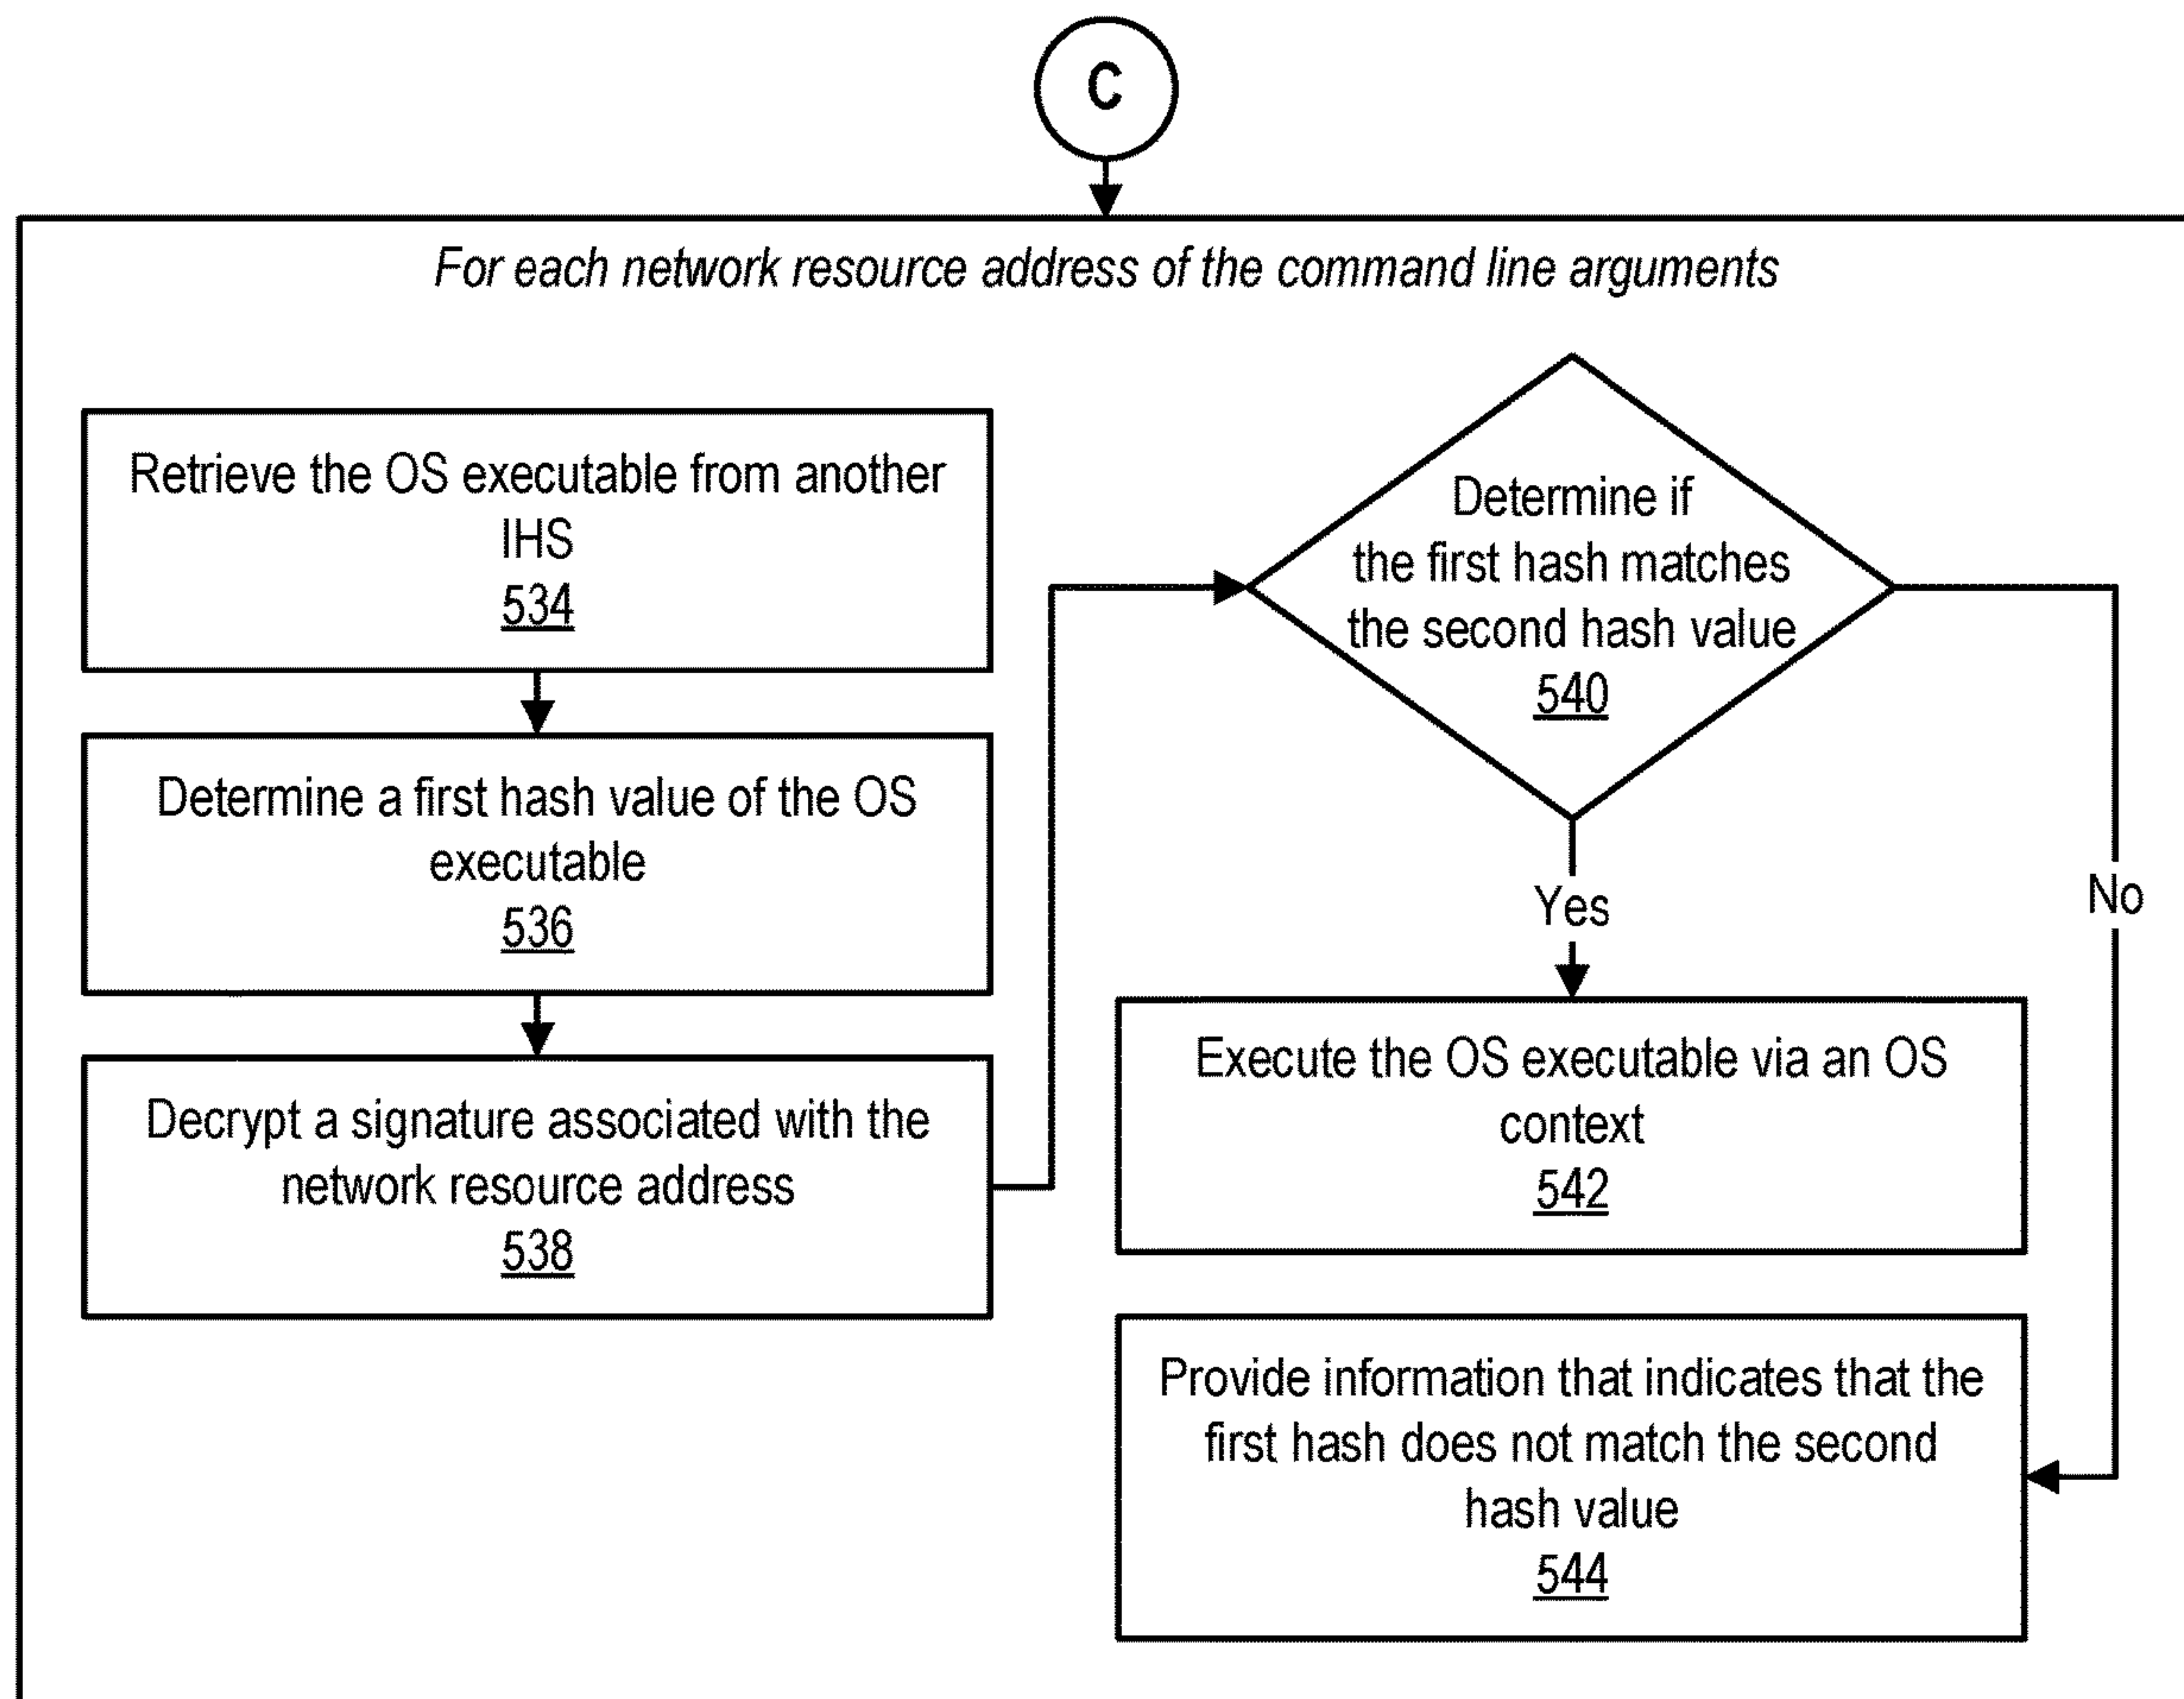 C
For each network resource address of the command line arguments
Retrieve the OS executable from another
IHS
534
Determine a first hash value of the OS
executable
536
Decrypt a signature associated with the
network resource address
538
Determine if
the first hash matches
the second hash value
540
Yes
No
Execute the OS executable via an OS
context
542
Provide information that indicates that the
first hash does not match the second
hash value
544